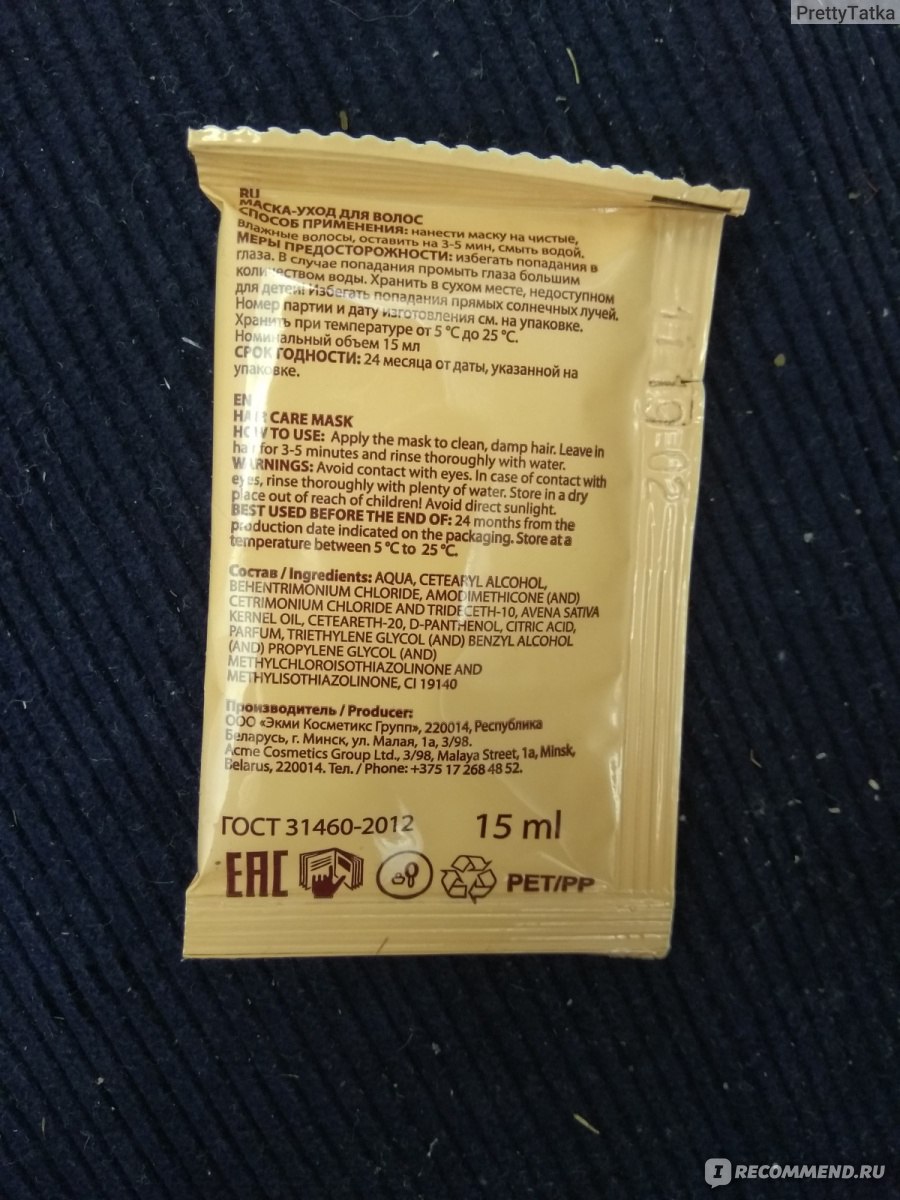 PrettyTatka
RU
МАСКА-УХОД ДЛЯ ВОЛОС
СПОСОБ ПРИМЕНЕНИЯ: нанести маску на чистые,
влажные волосы, оставить на 3-5 мин, смыть водой.
МЕРЫ ПРЕДОСТОРОЖНОСТИ: избегать попадания в
глаза. В случае попадания промыть глаза большим
количеством воды. Хранить в сухом месте, недоступном
для детей! Избегать попадания прямых солнечных лучей.
Номер партии и дату изготовления см. на упаковке.
Хранить при температуре от 5 °C до 25 °C.
Номинальный объем 15 мл
СРОК ГОДНОСТИ: 24 месяца от даты, указанной на
упаковке.
EN
HAIR CARE MASK
HOW TO USE: Apply the mask to clean, damp hair. Leave in
hair for 3-5 minutes and rinse thoroughly with water.
WARNINGS: Avoid contact with eyes. In case of contact with
eyes, rinse thoroughly with plenty of water. Store in a dry
place out of reach of children! Avoid direct sunlight.
BEST USED BEFORE THE END OF: 24 months from the
production date indicated on the packaging. Store at a
temperature between 5 °C to 25 °C.
Состав / Ingredients: AQUA, CETEARYL ALCOHOL,
BEHENTRIMONIUM CHLORIDE, AMODIMETHICONE (AND)
CETRIMONIUM CHLORIDE AND TRIDECETH-10, AVENA SATIVA
KERNEL OIL, CETEARETH-20, D-PANTHENOL, CITRIC ACID,
PARFUM, TRIETHYLENE GLYCOL (AND) BENZYL ALCOHOL
(AND) PROPYLENE GLYCOL (AND)
METHYLCHLOROISOTHIAZOLINONE AND
METHYLISOTHIAZOLINONE, CI 19140
Производитель / Producer:
ООО «Экми Косметикс Групп», 220014, Республика
Беларусь, г. Минск, ул. Малая, 1а, 3/98.
Acme Cosmetics Group Ltd., 3/98, Malaya Street, 1a, Minsk,
Belarus, 220014. Тел. / Phone: +375 17 268 48 52.
ГОСТ 31460-2012 15 ml
EAC PET/PP
IRECOMMEND.RU